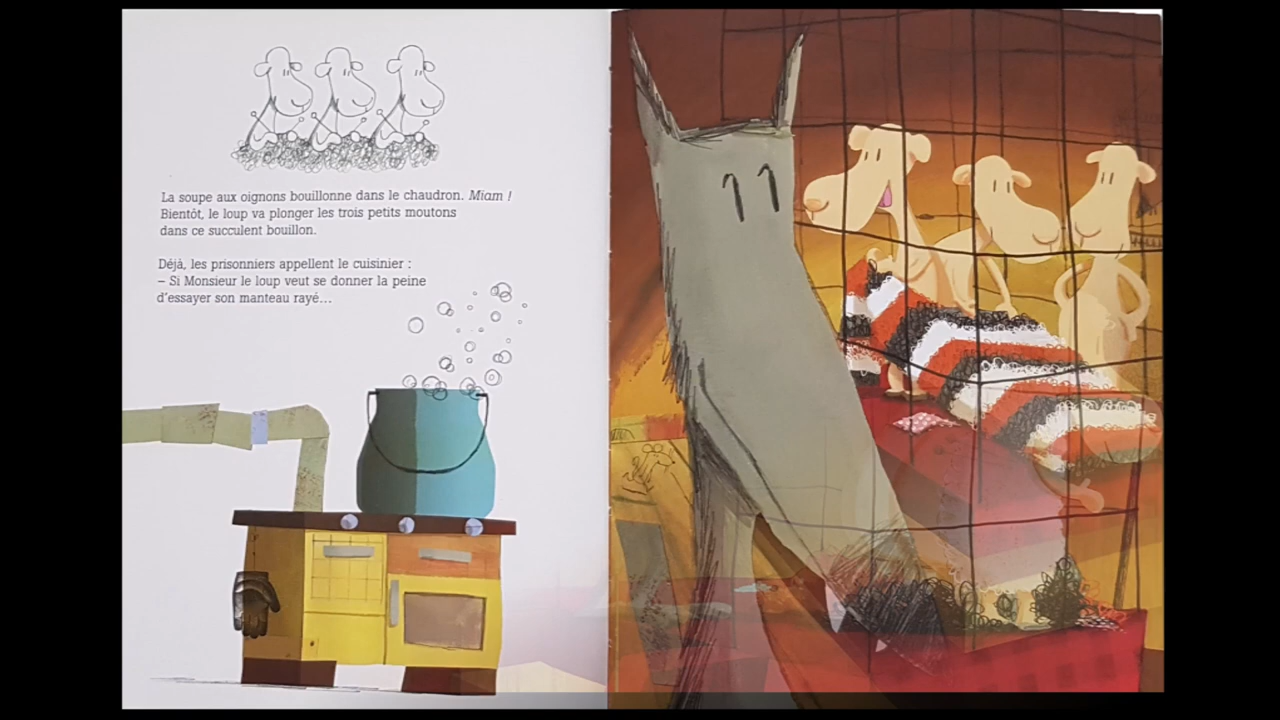 La soupe aux oignons bouillonne dans le chaudron. Miam !
Bientôt, le loup va plonger les trois petits moutons
dans ce succulent bouillon.
Déjà, les prisonniers appellent le cuisinier :
– Si Monsieur le loup veut se donner la peine
d'essayer son manteau rayé...